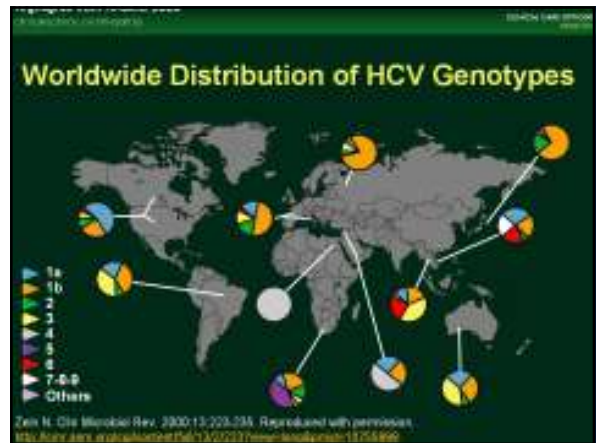 Worldwide Distribution of HCV Genotypes
1a
1b
2
3
4
5
6
7-8-9
Others
Zein N. Clin Microbiol Rev. 2000;13:223-235. Reproduced with permission.